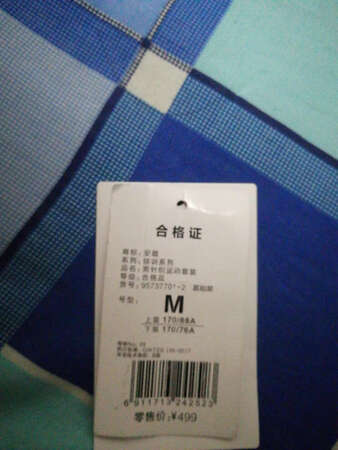 合格证
商标: 安踏
系列: 综训系列
品名: 男针织运动套装
等级: 合格品
货号: 95737701-2
号型:
M
上装 170/88A
下装 170/76A
6 911713 242523
零售价:¥499